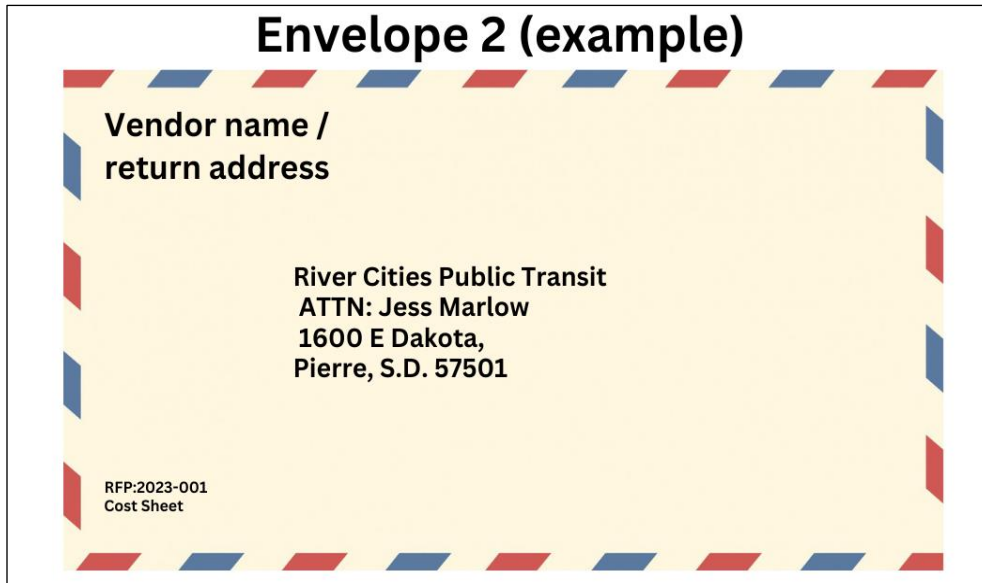 Envelope 2 (example)
Vendor name /
return address
River Cities Public Transit
ATTN: Jess Marlow
1600 E Dakota,
Pierre, S.D. 57501
RFP:2023-001
Cost Sheet